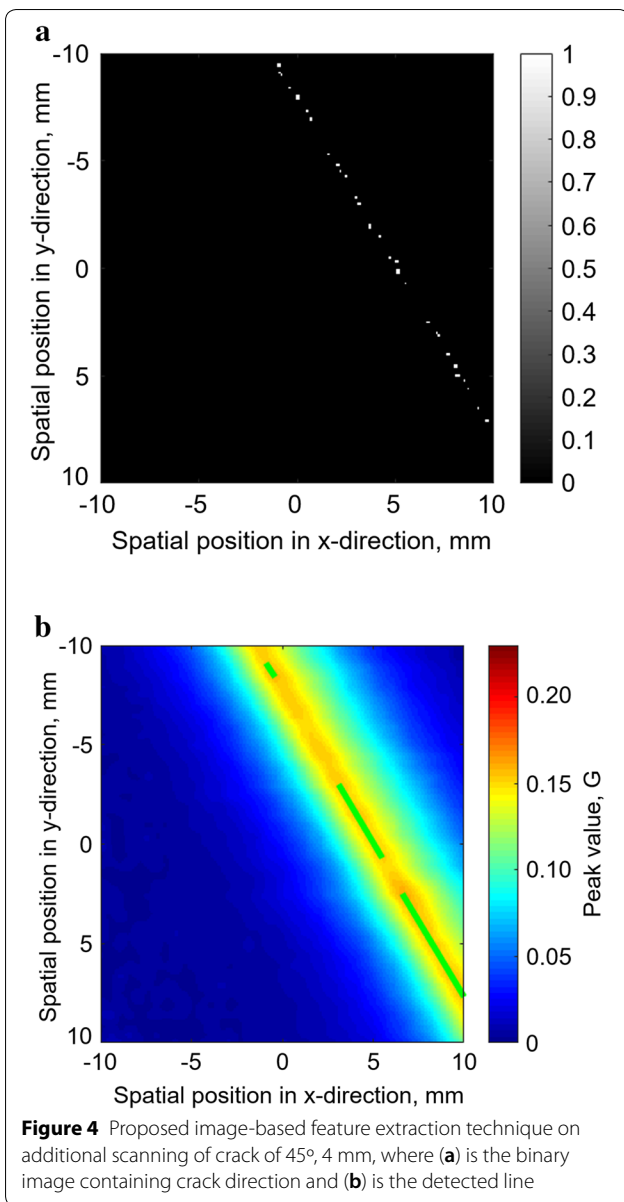 a
Spatial position in y-direction, mm
-10
-5
0
5
10
-10 -5 0 5 10
Spatial position in x-direction, mm
1
0.9
0.8
0.7
0.6
0.5
0.4
0.3
0.2
0.1
0
b
Spatial position in y-direction, mm
-10
-5
0
5
10
-10 -5 0 5 10
Spatial position in x-direction, mm
0.20
0.15
0.10
0.05
0
Peak value, G
Figure 4 Proposed image-based feature extraction technique on
additional scanning of crack of 45º, 4 mm, where (a) is the binary
image containing crack direction and (b) is the detected line